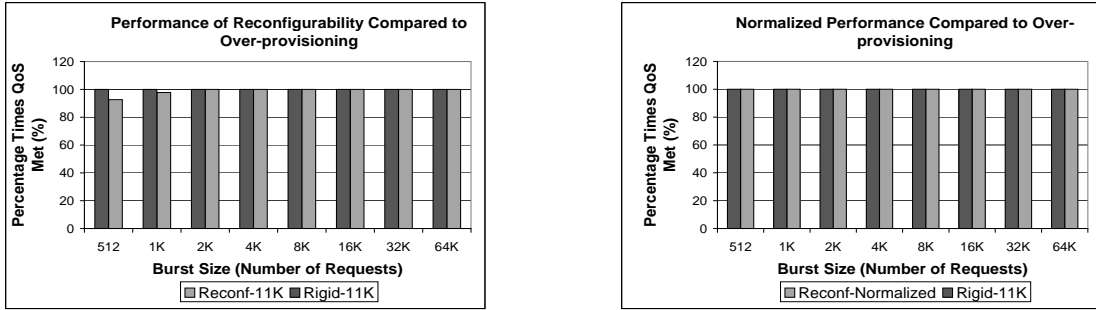 Performance of Reconfigurability Compared to
Over-provisioning
Percentage Times QoS
Met (%)
120
100
80
60
40
20
0
512 1K 2K 4K 8K 16K 32K 64K
Burst Size (Number of Requests)
Reconf-11K Rigid-11K
Normalized Performance Compared to Over-
provisioning
Percentage Times QoS
Met (%)
120
100
80
60
40
20
0
512 1K 2K 4K 8K 16K 32K 64K
Burst Size (Number of Requests)
Reconf-Normalized Rigid-11K